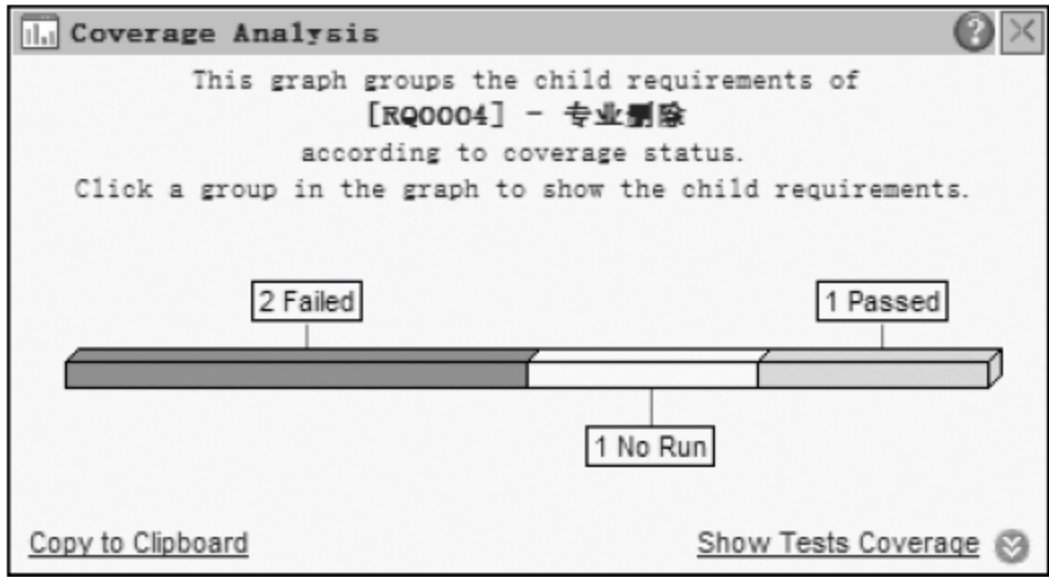 Coverage Analysis
This graph groups the child requirements of
[RQ0004] - 专业删除
according to coverage status.
Click a group in the graph to show the child requirements.
2 Failed
1 Passed
1 No Run
Copy to Clipboard
Show Tests Coverage